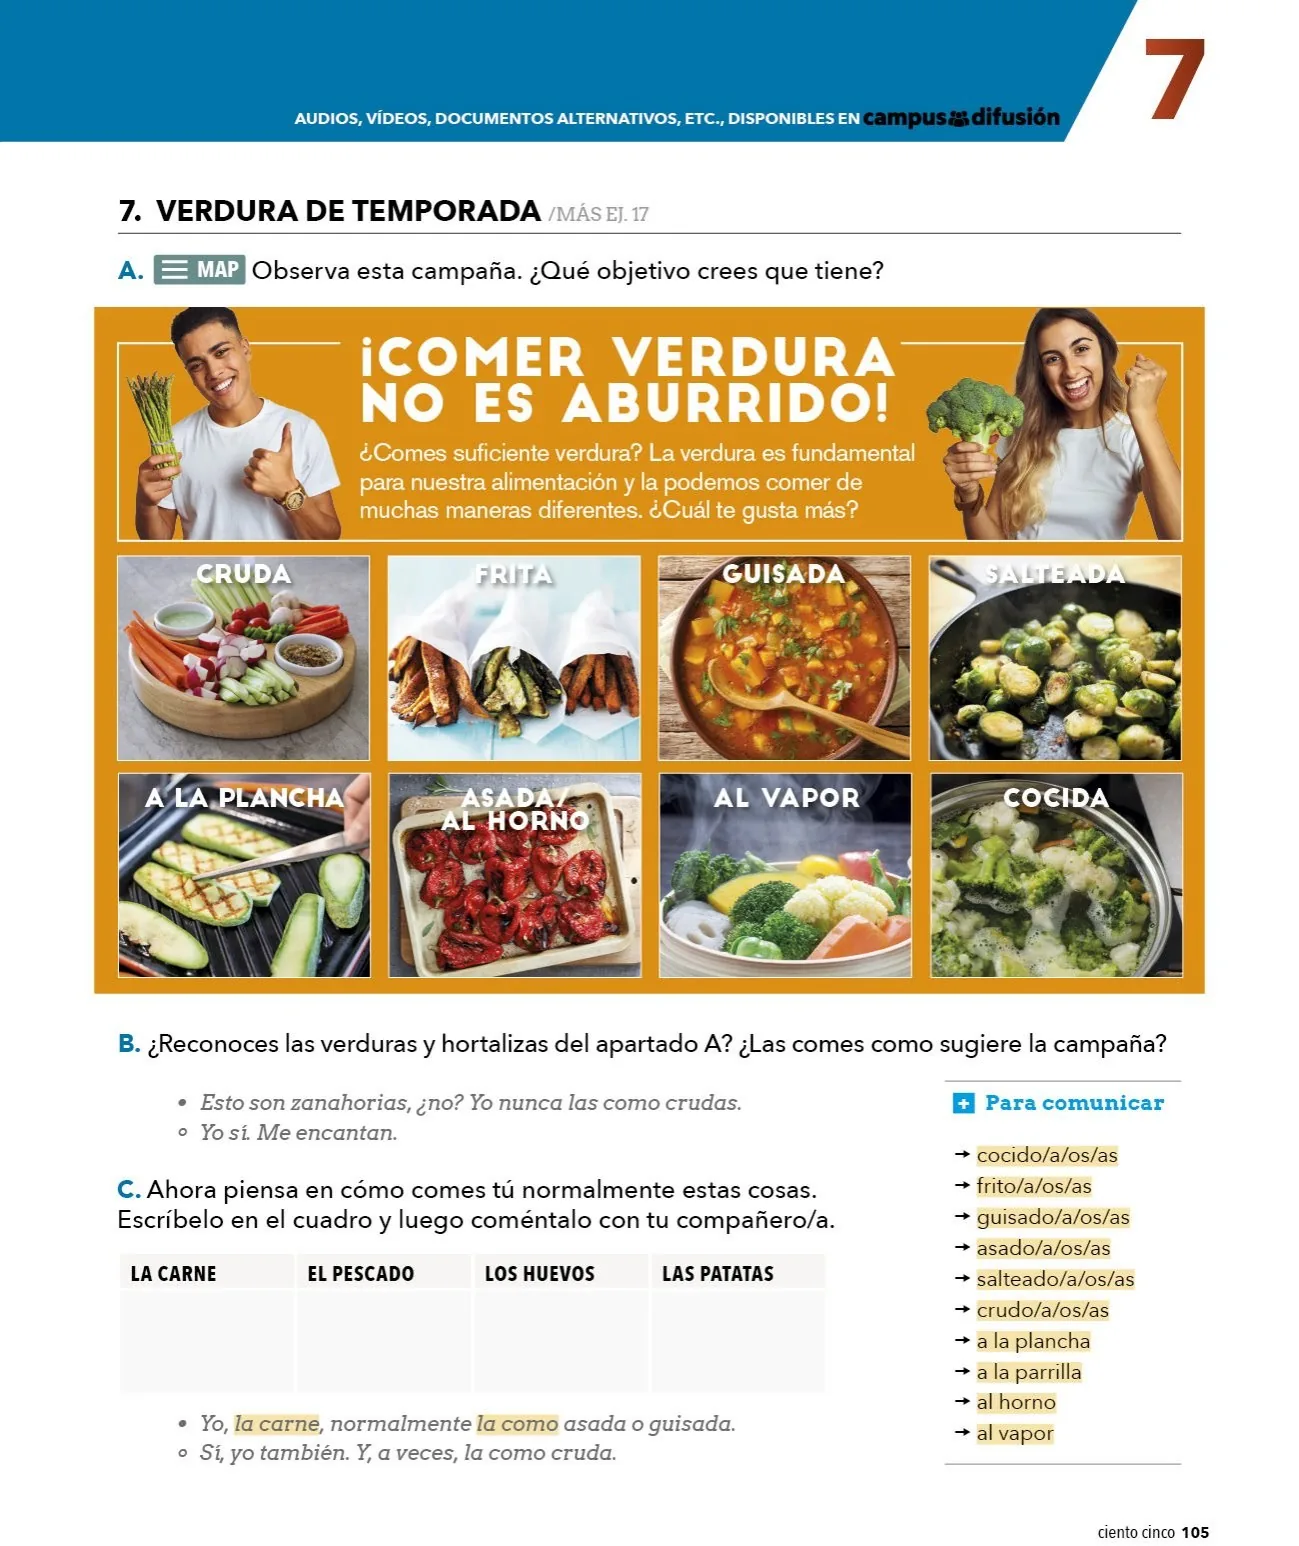 7
AUDIOS, VÍDEOS, DOCUMENTOS ALTERNATIVOS, ETC., DISPONIBLES EN campus difusión
7. VERDURA DE TEMPORADA /MÁS EJ. 17
A. MAP Observa esta campaña. ¿Qué objetivo crees que tiene?
¡COMER VERDURA
NO ES ABURRIDO!
¿Comes suficiente verdura? La verdura es fundamental
para nuestra alimentación y la podemos comer de
muchas maneras diferentes. ¿Cuál te gusta más?
CRUDA
FRITA
GUISADA
SALTEADA
A LA PLANCHA
ASADA/
AL HORNO
AL VAPOR
COCIDA
B. ¿Reconoces las verduras y hortalizas del apartado A? ¿Las comes como sugiere la campaña?
• Esto son zanahorias, ¿no? Yo nunca las como crudas.
○ Yo sí. Me encantan.
C. Ahora piensa en cómo comes tú normalmente estas cosas.
Escríbelo en el cuadro y luego coméntalo con tu compañero/a.
LA CARNE EL PESCADO LOS HUEVOS LAS PATATAS
• Yo, la carne, normalmente la como asada o guisada.
○ Sí, yo también. Y, a veces, la como cruda.
+ Para comunicar
→ cocido/a/os/as
→ frito/a/os/as
→ guisado/a/os/as
→ asado/a/os/as
→ salteado/a/os/as
→ crudo/a/os/as
→ a la plancha
→ a la parrilla
→ al horno
→ al vapor
ciento cinco 105